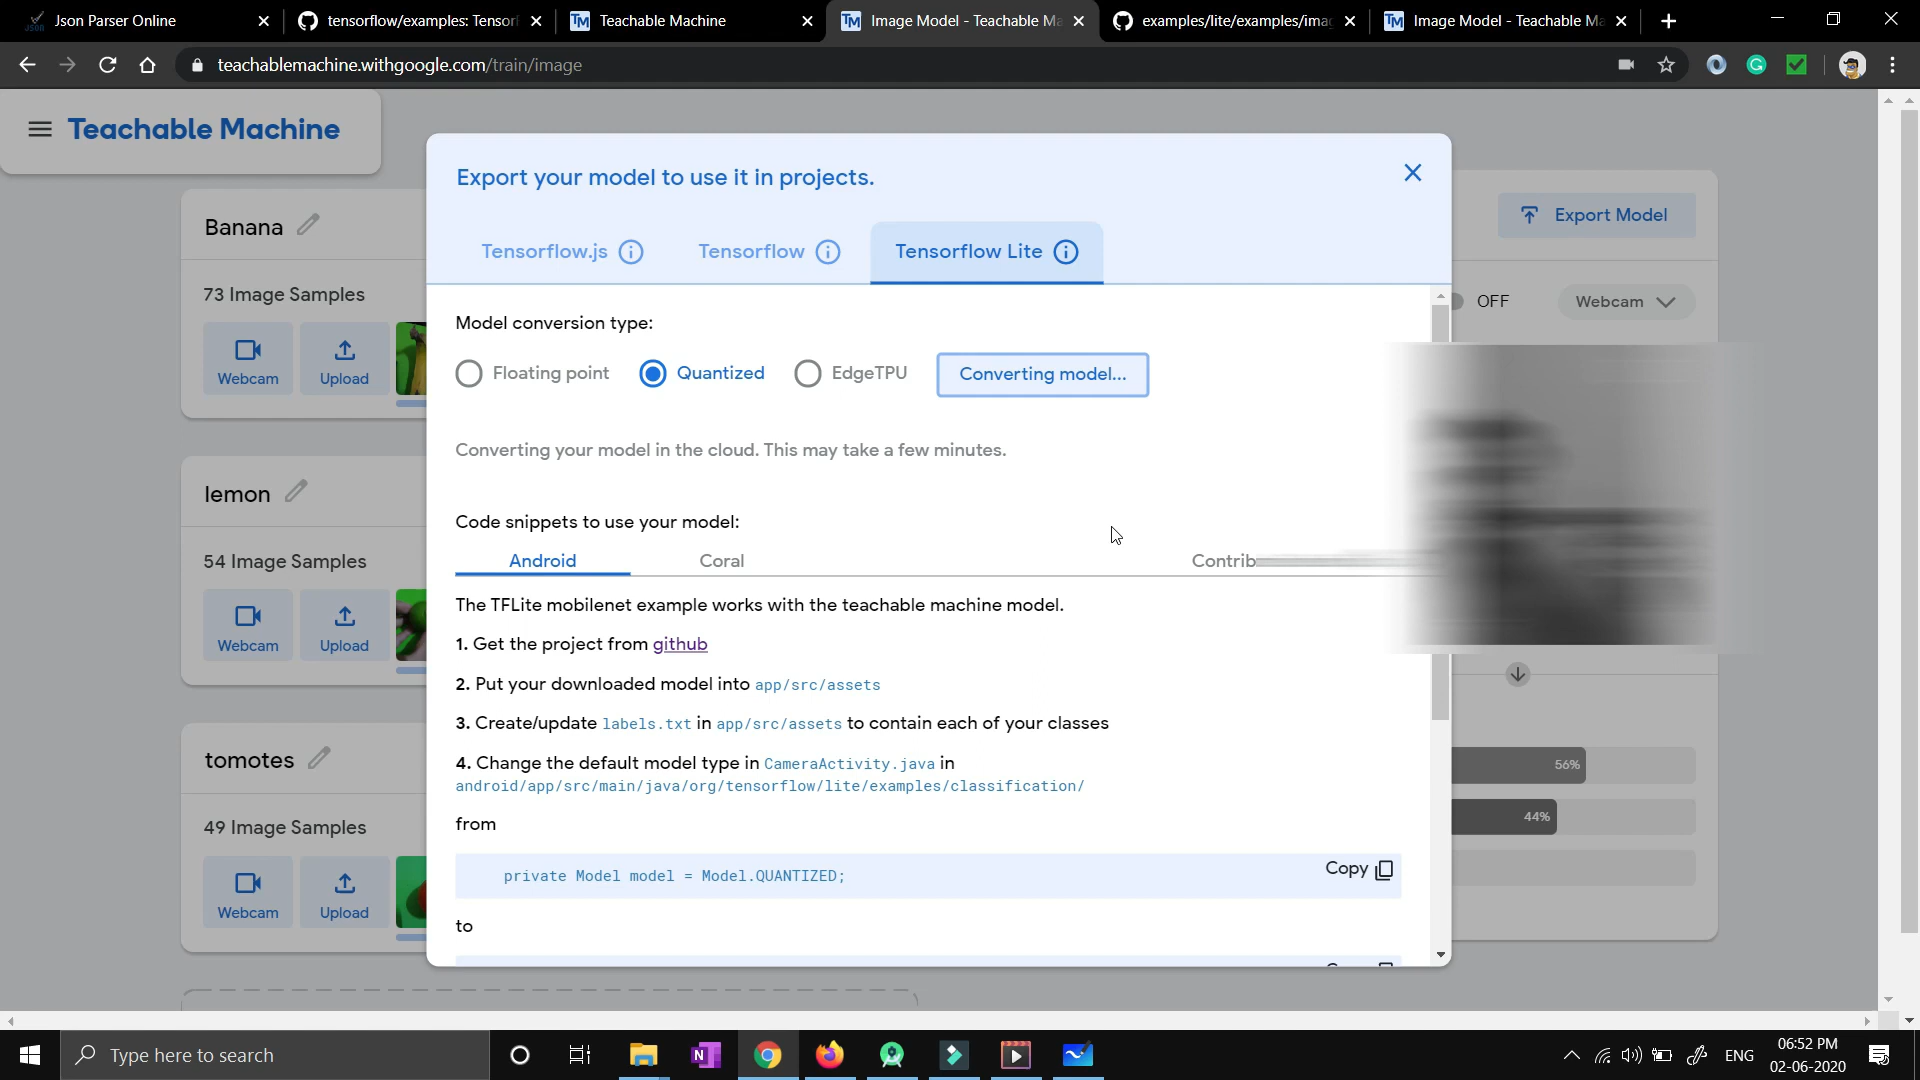 Json Parser Online
tensorflow/examples: Tensorf
Teachable Machine
Image Model - Teachable Ma
examples/lite/examples/imag
Image Model - Teachable Ma
teachablemachine.withgoogle.com/train/image
Teachable Machine
Banana
73 Image Samples
Webcam
Upload
lemon
54 Image Samples
Webcam
Upload
tomotes
49 Image Samples
Webcam
Upload
Export your model to use it in projects.
Tensorflow.js
Tensorflow
Tensorflow Lite
Model conversion type:
Floating point
Quantized
EdgeTPU
Converting model...
Converting your model in the cloud. This may take a few minutes.
Code snippets to use your model:
Android
Coral
Contrib
The TFLite mobilenet example works with the teachable machine model.
1. Get the project from github
2. Put your downloaded model into app/src/assets
3. Create/update labels.txt in app/src/assets to contain each of your classes
4. Change the default model type in CameraActivity.java in
android/app/src/main/java/org/tensorflow/lite/examples/classification/
from
private Model model = Model.QUANTIZED;
Copy
to
Export Model
OFF
Webcam
56%
44%
Type here to search
ENG
06:52 PM
02-06-2020